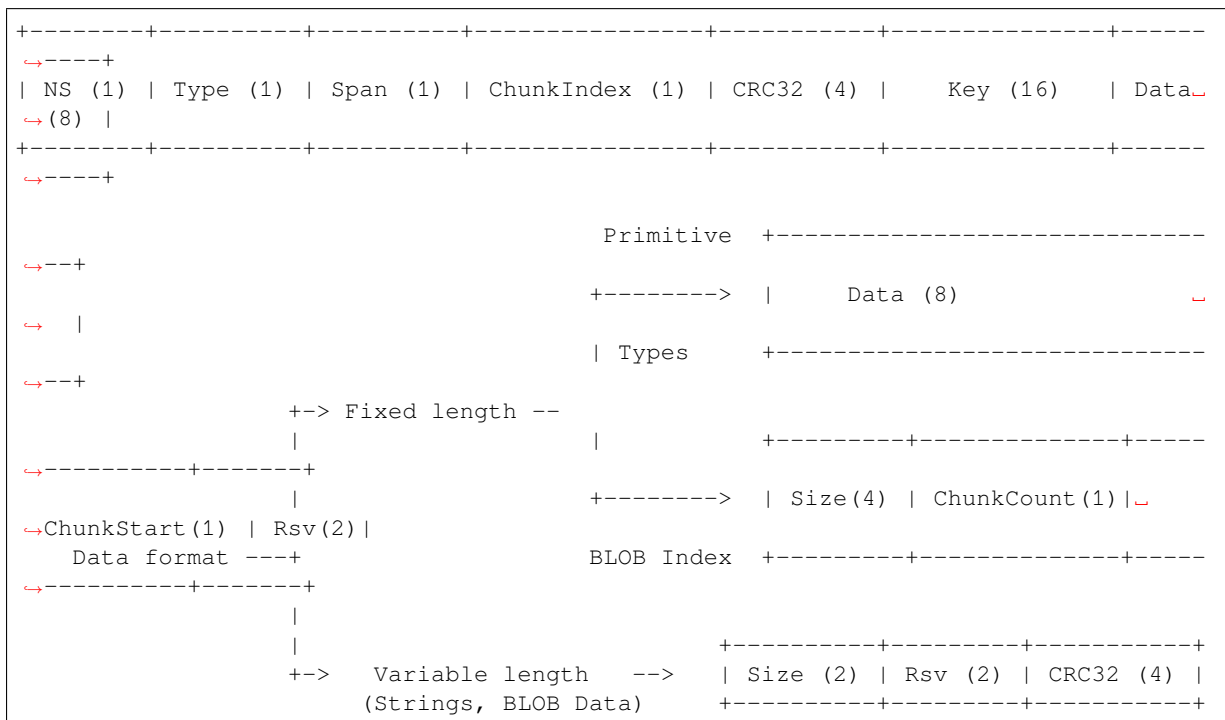 +--------+----------+----------+---------------+-----------+---------------+------
↪----+
| NS (1) | Type (1) | Span (1) | ChunkIndex (1) | CRC32 (4) |    Key (16)   | Data␣
↪(8) |
+--------+----------+----------+---------------+-----------+---------------+------
↪----+
                                       Primitive  +-----------------------------
↪--+
                                      +-------->  |     Data (8)               ␣
↪  |
                                      | Types     +-----------------------------
↪--+
                  +-> Fixed length --
                  |                   |           +---------+--------------+-----
↪----------+-------+
                  |                   +-------->  | Size(4) | ChunkCount(1)|␣
↪ChunkStart(1) | Rsv(2)|
    Data format ---+                   BLOB Index  +---------+--------------+-----
↪----------+-------+
                  |
                  |                            +----------+---------+-----------+
                  +->   Variable length   -->  | Size (2) | Rsv (2) | CRC32 (4) |
                       (Strings, BLOB Data)    +----------+---------+-----------+